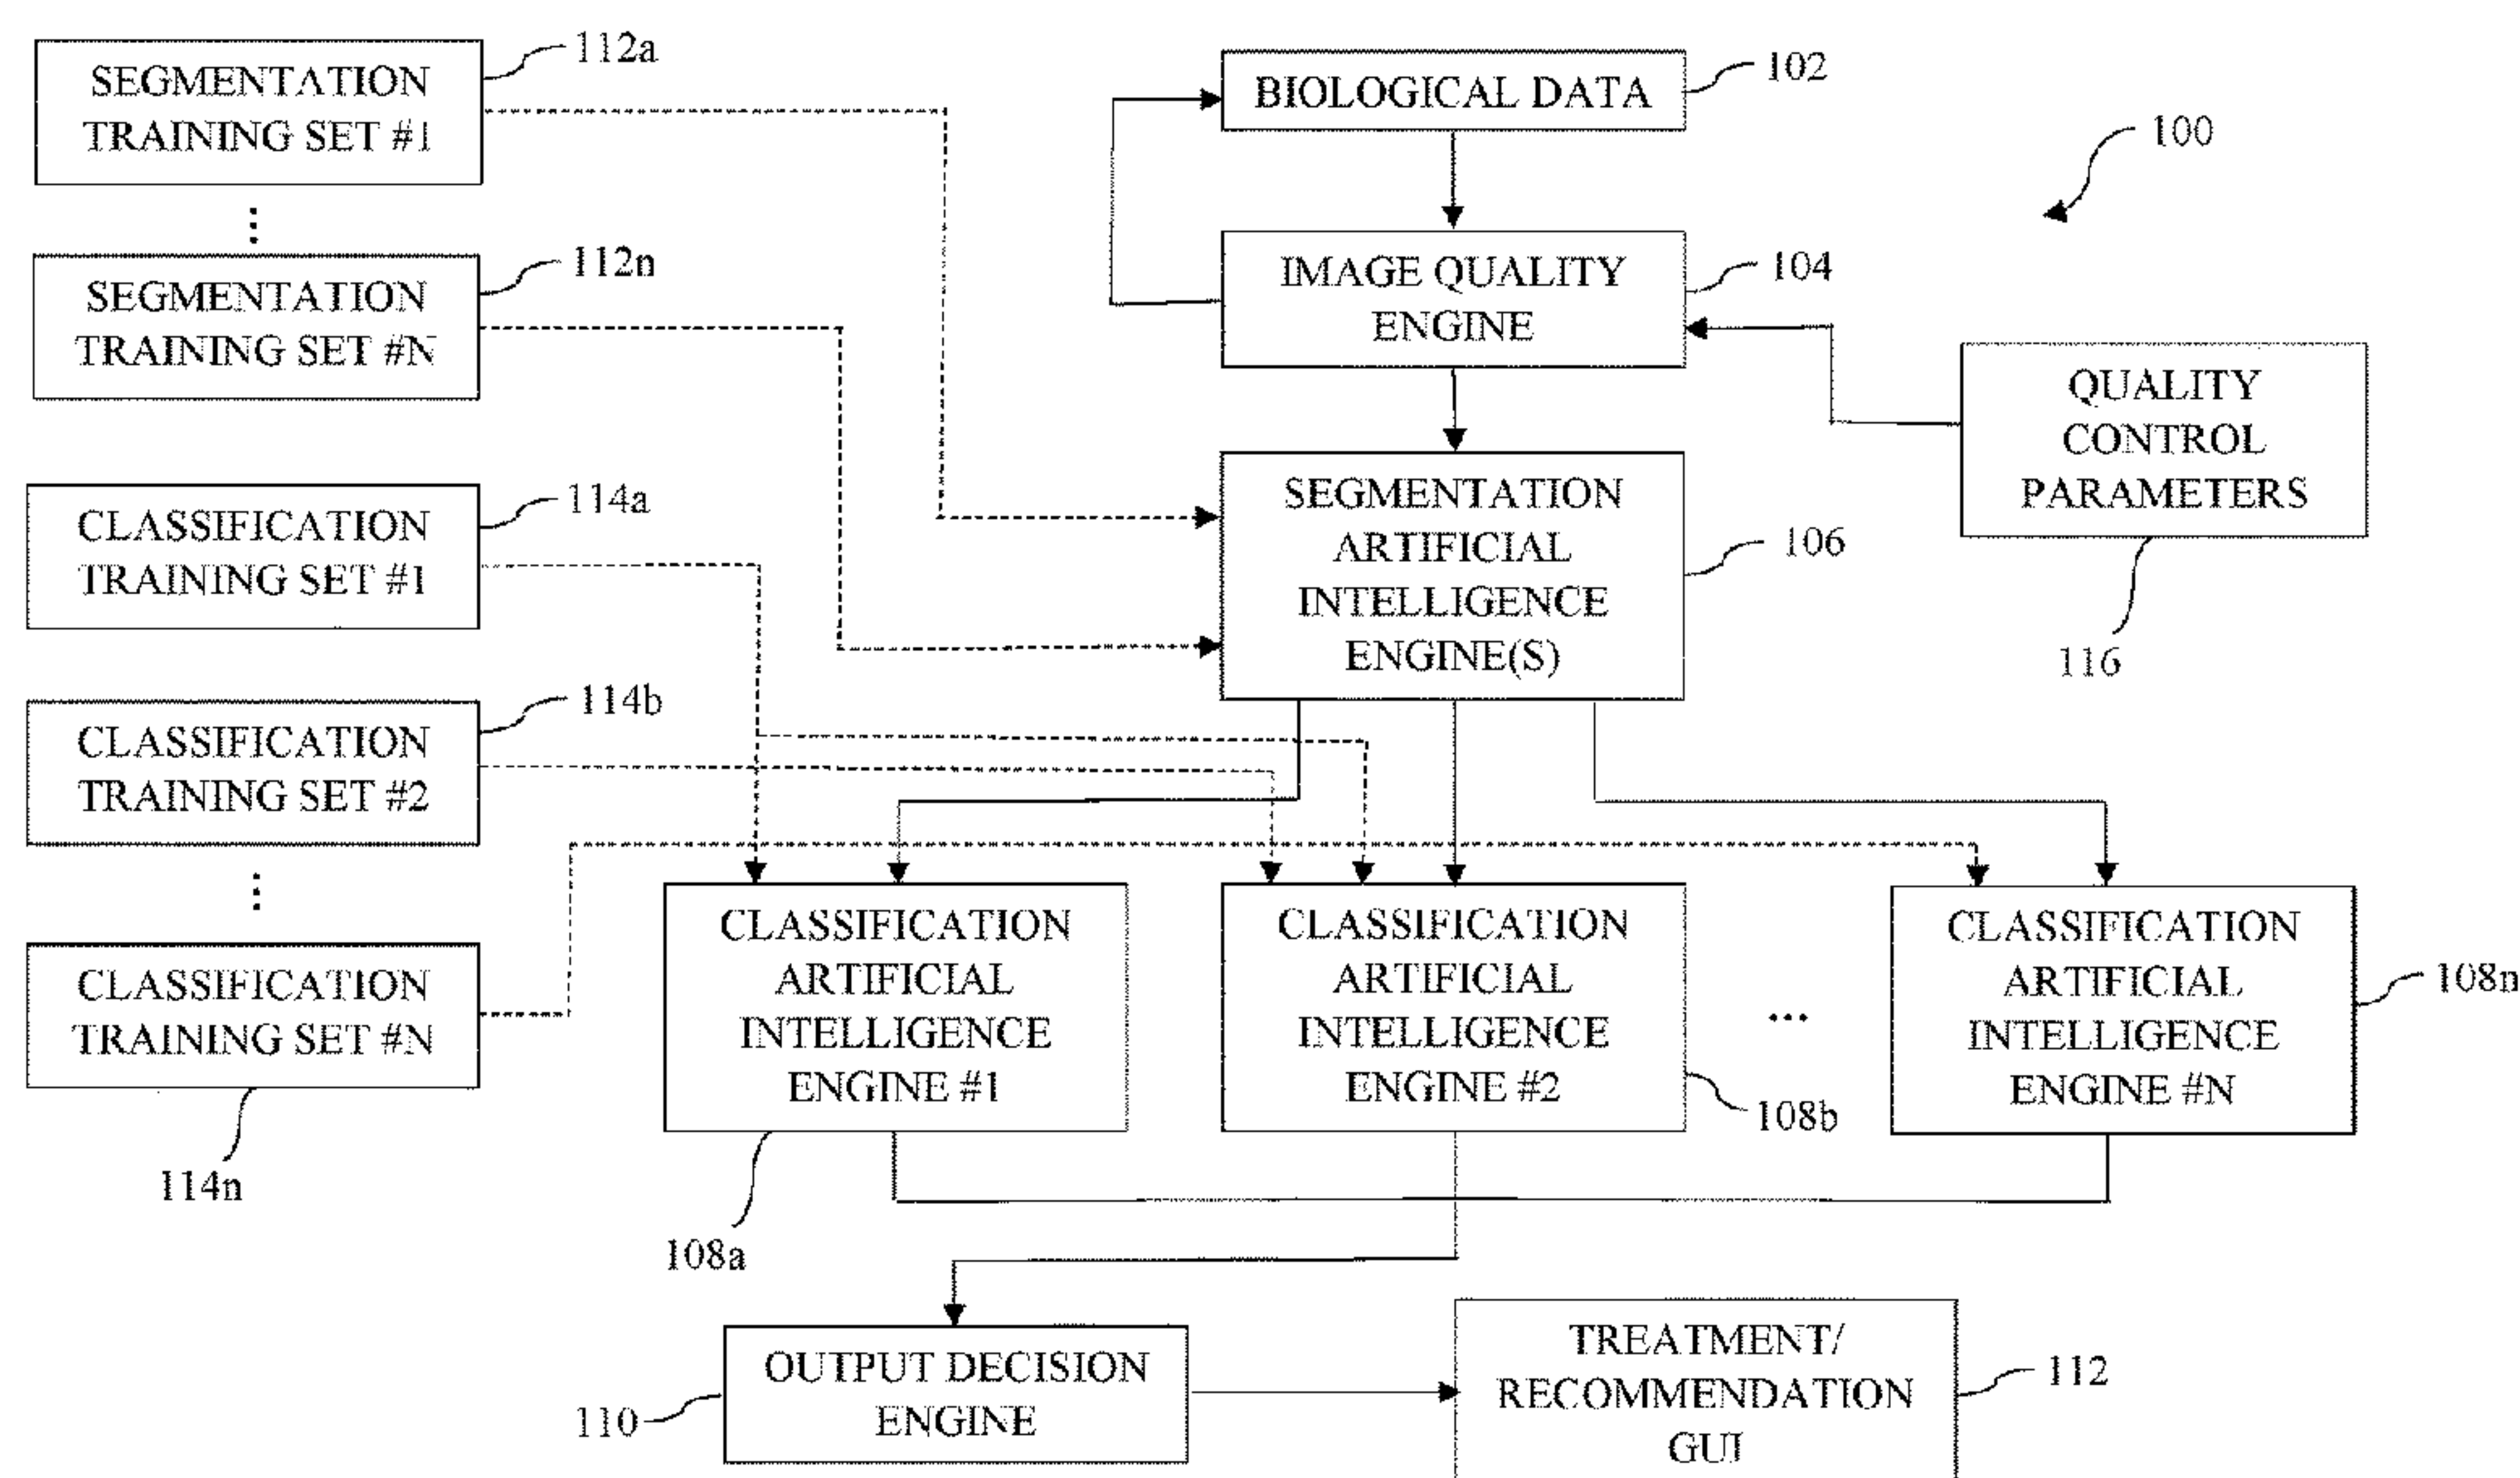 112a
SEGMENTATION
TRAINING SET #1
112n
SEGMENTATION
TRAINING SET #N
114a
CLASSIFICATION
TRAINING SET #1
114b
CLASSIFICATION
TRAINING SET #2
CLASSIFICATION
TRAINING SET #N
114n
BIOLOGICAL DATA
102
100
IMAGE QUALITY
ENGINE
104
QUALITY
CONTROL
PARAMETERS
116
SEGMENTATION
ARTIFICIAL
INTELLIGENCE
ENGINE(S)
106
CLASSIFICATION
ARTIFICIAL
INTELLIGENCE
ENGINE #1
108a
CLASSIFICATION
ARTIFICIAL
INTELLIGENCE
ENGINE #2
108b
...
CLASSIFICATION
ARTIFICIAL
INTELLIGENCE
ENGINE #N
108n
OUTPUT DECISION
ENGINE
110
TREATMENT/
RECOMMENDATION
GUI
112